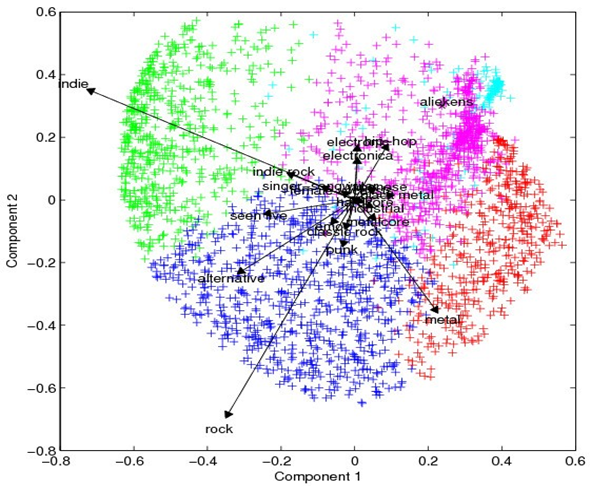 0.6
0.4
0.2
0
−0.2
−0.4
−0.6
−0.8
Component 2
indie
aliekens
hip-hop
electronica
indie rock
metal
seen live
metalcore
classic rock
punk
alternative
metal
rock
−0.8
−0.6
−0.4
−0.2
0
0.2
0.4
0.6
Component 1